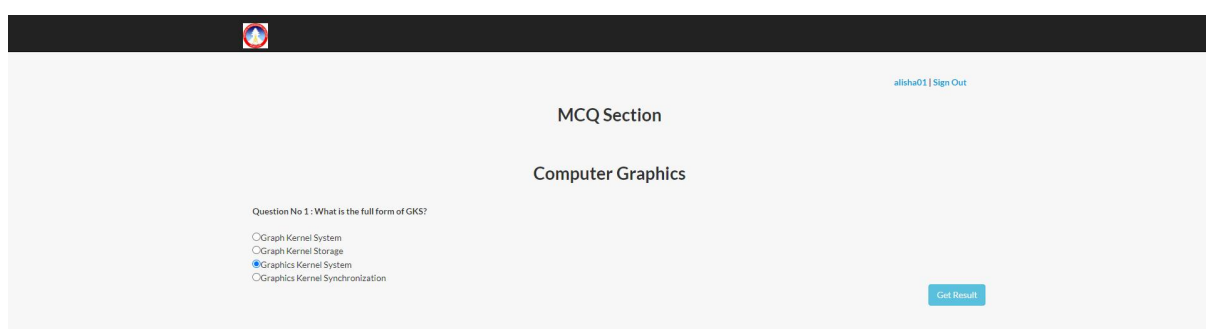 alisha01 | Sign Out
MCQ Section
Computer Graphics
Question No 1 : What is the full form of GKS?
Graph Kernel System
Graph Kernel Storage
Graphics Kernel System
Graphics Kernel Synchronization
Get Result